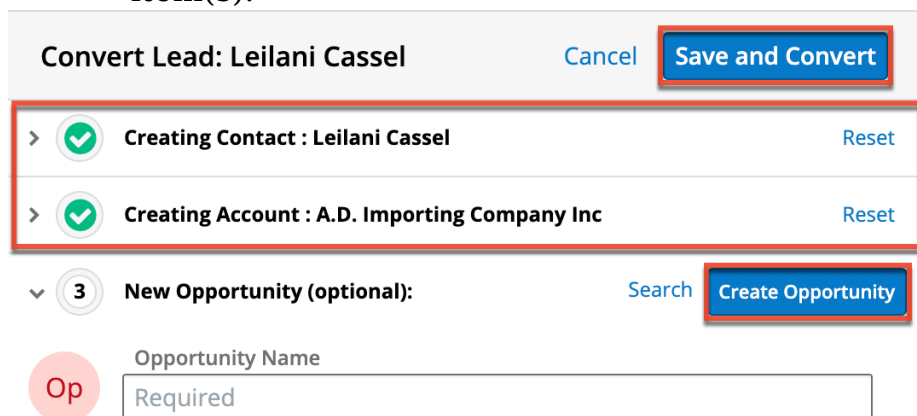 Convert Lead: Leilani Cassel Cancel Save and Convert
Creating Contact : Leilani Cassel Reset
Creating Account : A.D. Importing Company Inc Reset
3 New Opportunity (optional): Search Create Opportunity
Opportunity Name
Op Required